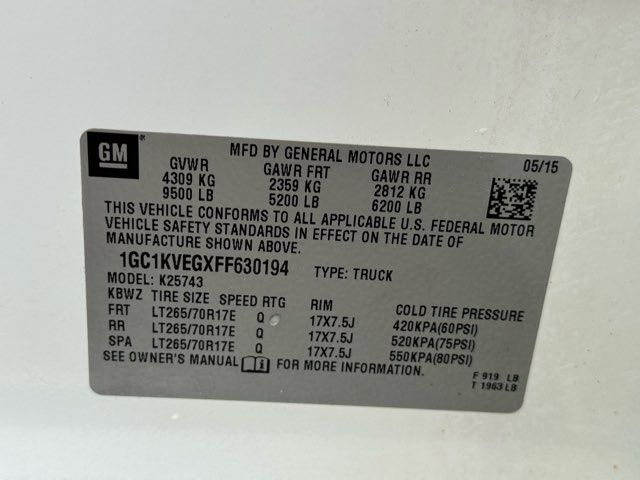 GM ® MFD BY GENERAL MOTORS LLC 05/15
GVWR GAWR FRT GAWR RR
4309 KG 2359 KG 2812 KG
9500 LB 5200 LB 6200 LB
THIS VEHICLE CONFORMS TO ALL APPLICABLE U.S. FEDERAL MOTOR
VEHICLE SAFETY STANDARDS IN EFFECT ON THE DATE OF
MANUFACTURE SHOWN ABOVE.
1GC1KVEGXFF630194 TYPE: TRUCK
MODEL: K25743
KBWZ TIRE SIZE SPEED RTG RIM COLD TIRE PRESSURE
FRT LT265/70R17E Q 17X7.5J 420KPA(60PSI)
RR LT265/70R17E Q 17X7.5J 520KPA(75PSI)
SPA LT265/70R17E Q 17X7.5J 550KPA(80PSI)
SEE OWNER'S MANUAL FOR MORE INFORMATION.
F 919 LB
T 1963 LB